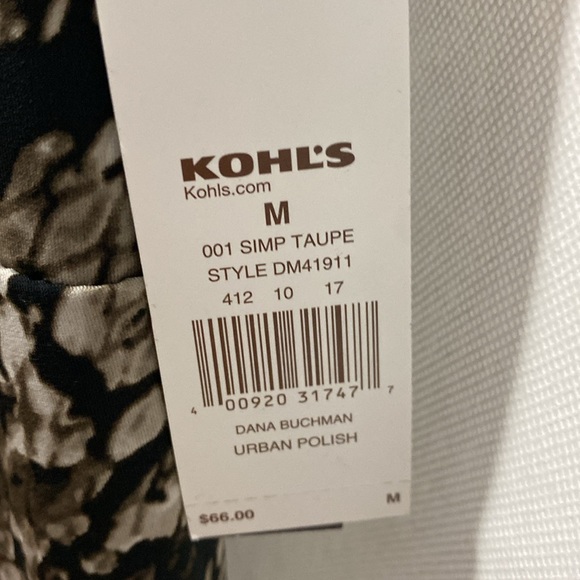 KOHL'S
Kohls.com
M
001 SIMP TAUPE
STYLE DM41911
412 10 17
4 00920 31747 7
DANA BUCHMAN
URBAN POLISH
$66.00 M